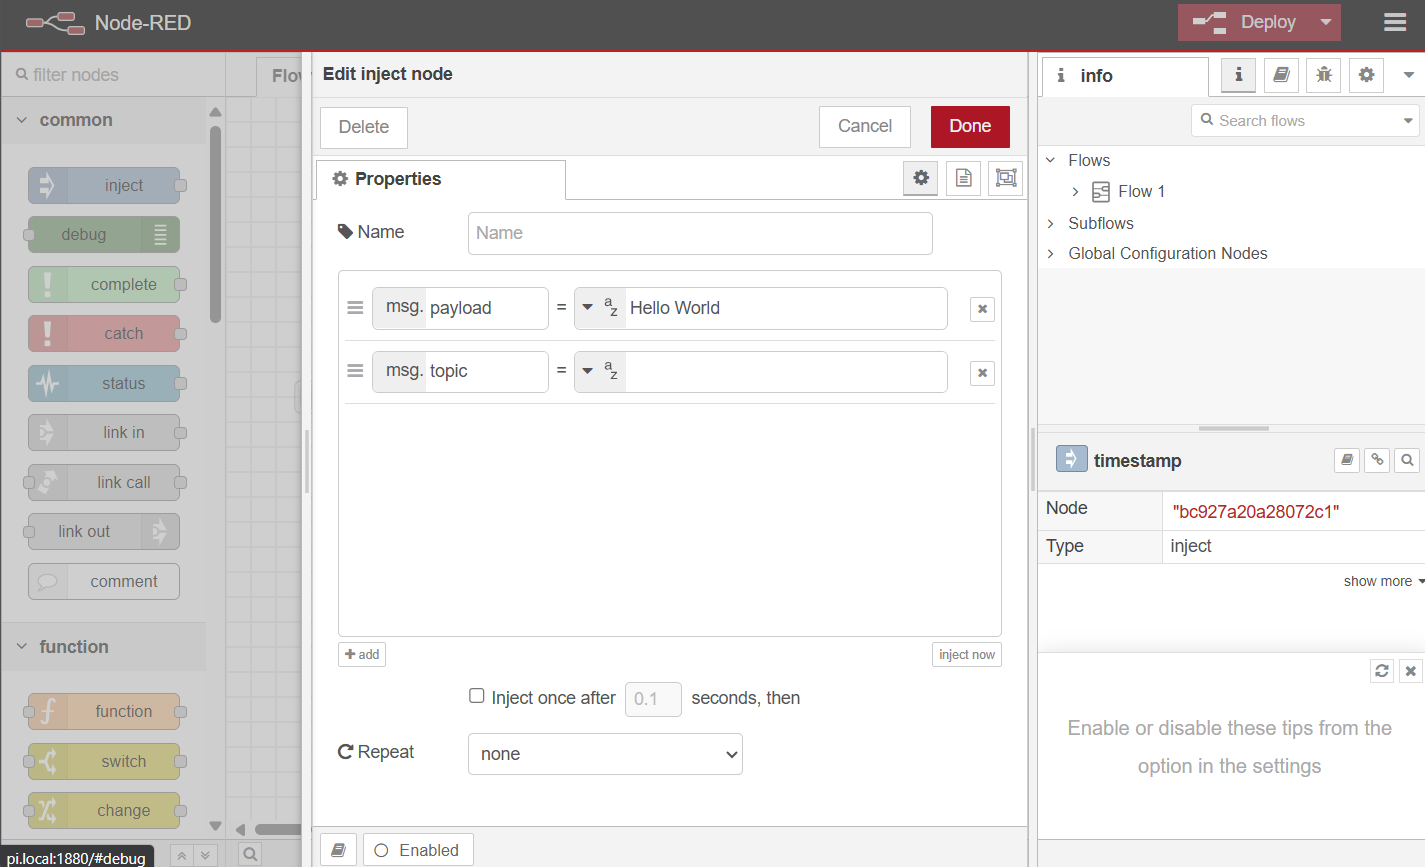 Node-RED
Deploy
filter nodes
common
inject
debug
complete
catch
status
link in
link call
link out
comment
function
function
switch
change
pi.local:1880/#debug
Flo
Edit inject node
Delete
Cancel
Done
Properties
Name
Name
msg. payload = a z Hello World
msg. topic = a z
add
inject now
Inject once after 0.1 seconds, then
Repeat
none
Enabled
info
Search flows
Flows
Flow 1
Subflows
Global Configuration Nodes
timestamp
Node "bc927a20a28072c1"
Type inject
show more
Enable or disable these tips from the
option in the settings